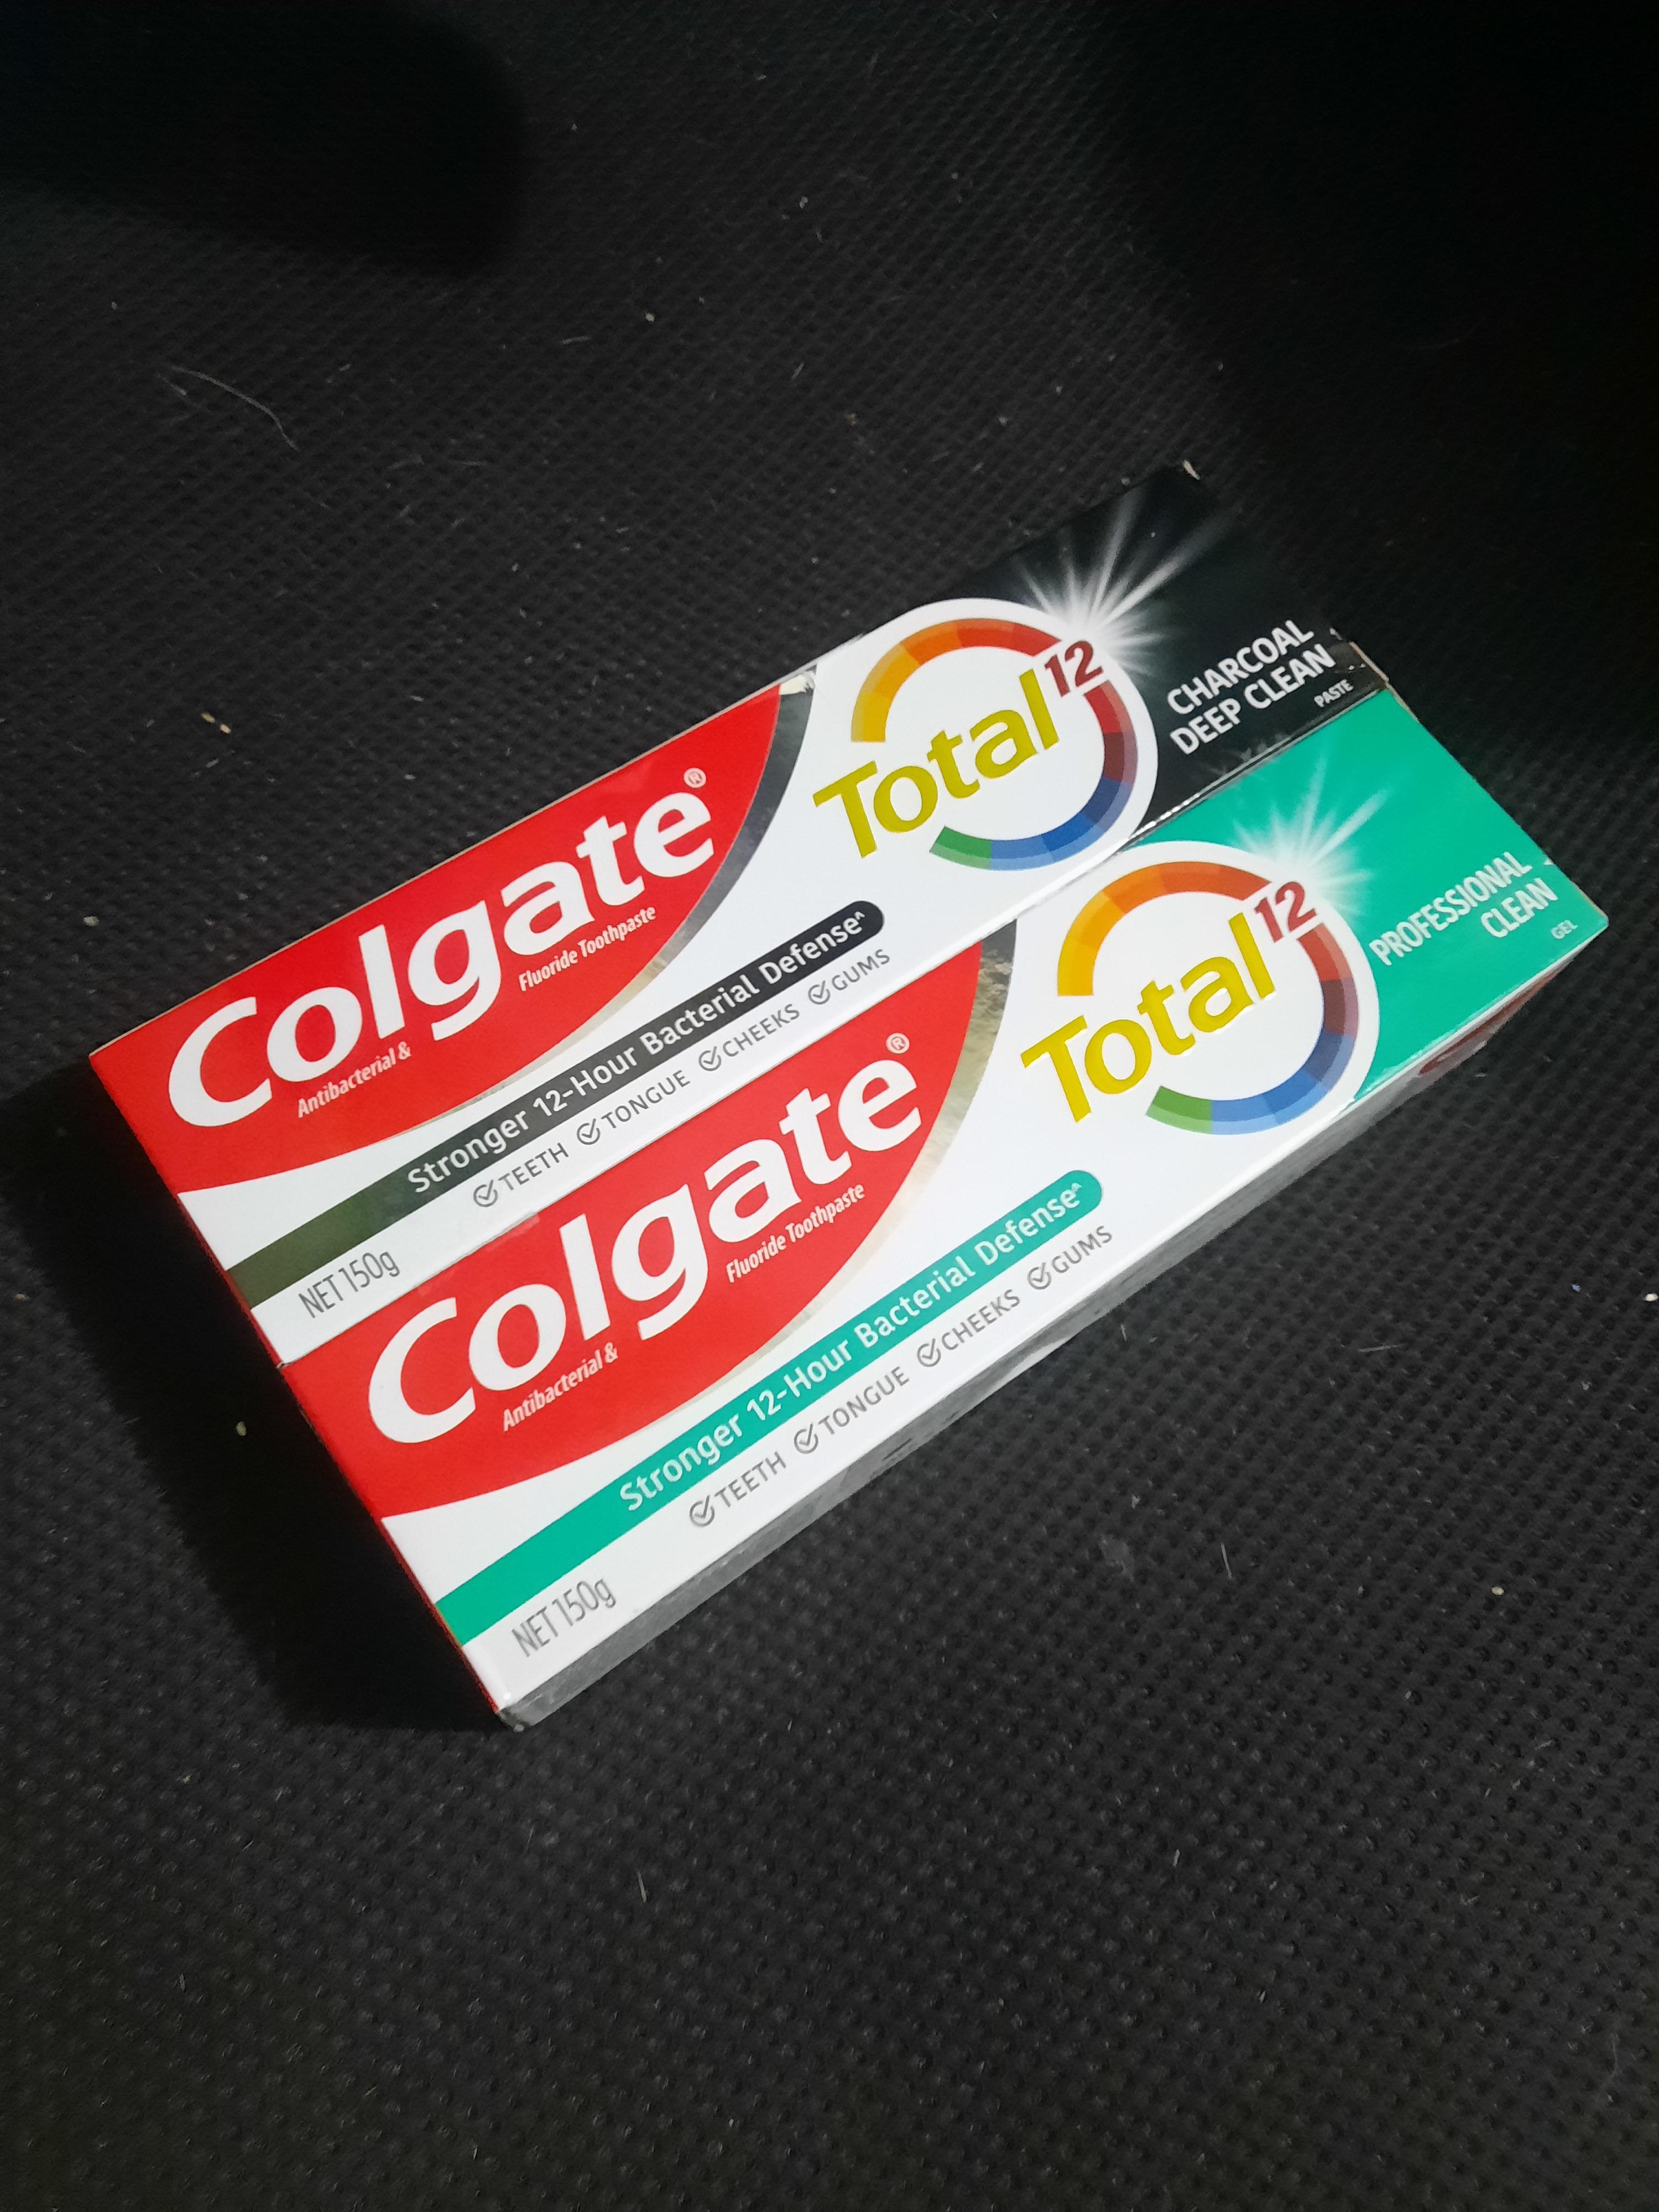 Colgate®
Antibacterial & Fluoride Toothpaste
Total 12
CHARCOAL
DEEP CLEAN
PASTE
Stronger 12-Hour Bacterial Defense^
TEETH TONGUE CHEEKS GUMS
NET 150g
Colgate®
Antibacterial & Fluoride Toothpaste
Total 12
PROFESSIONAL
CLEAN
GEL
Stronger 12-Hour Bacterial Defense^
TEETH TONGUE CHEEKS GUMS
NET 150g